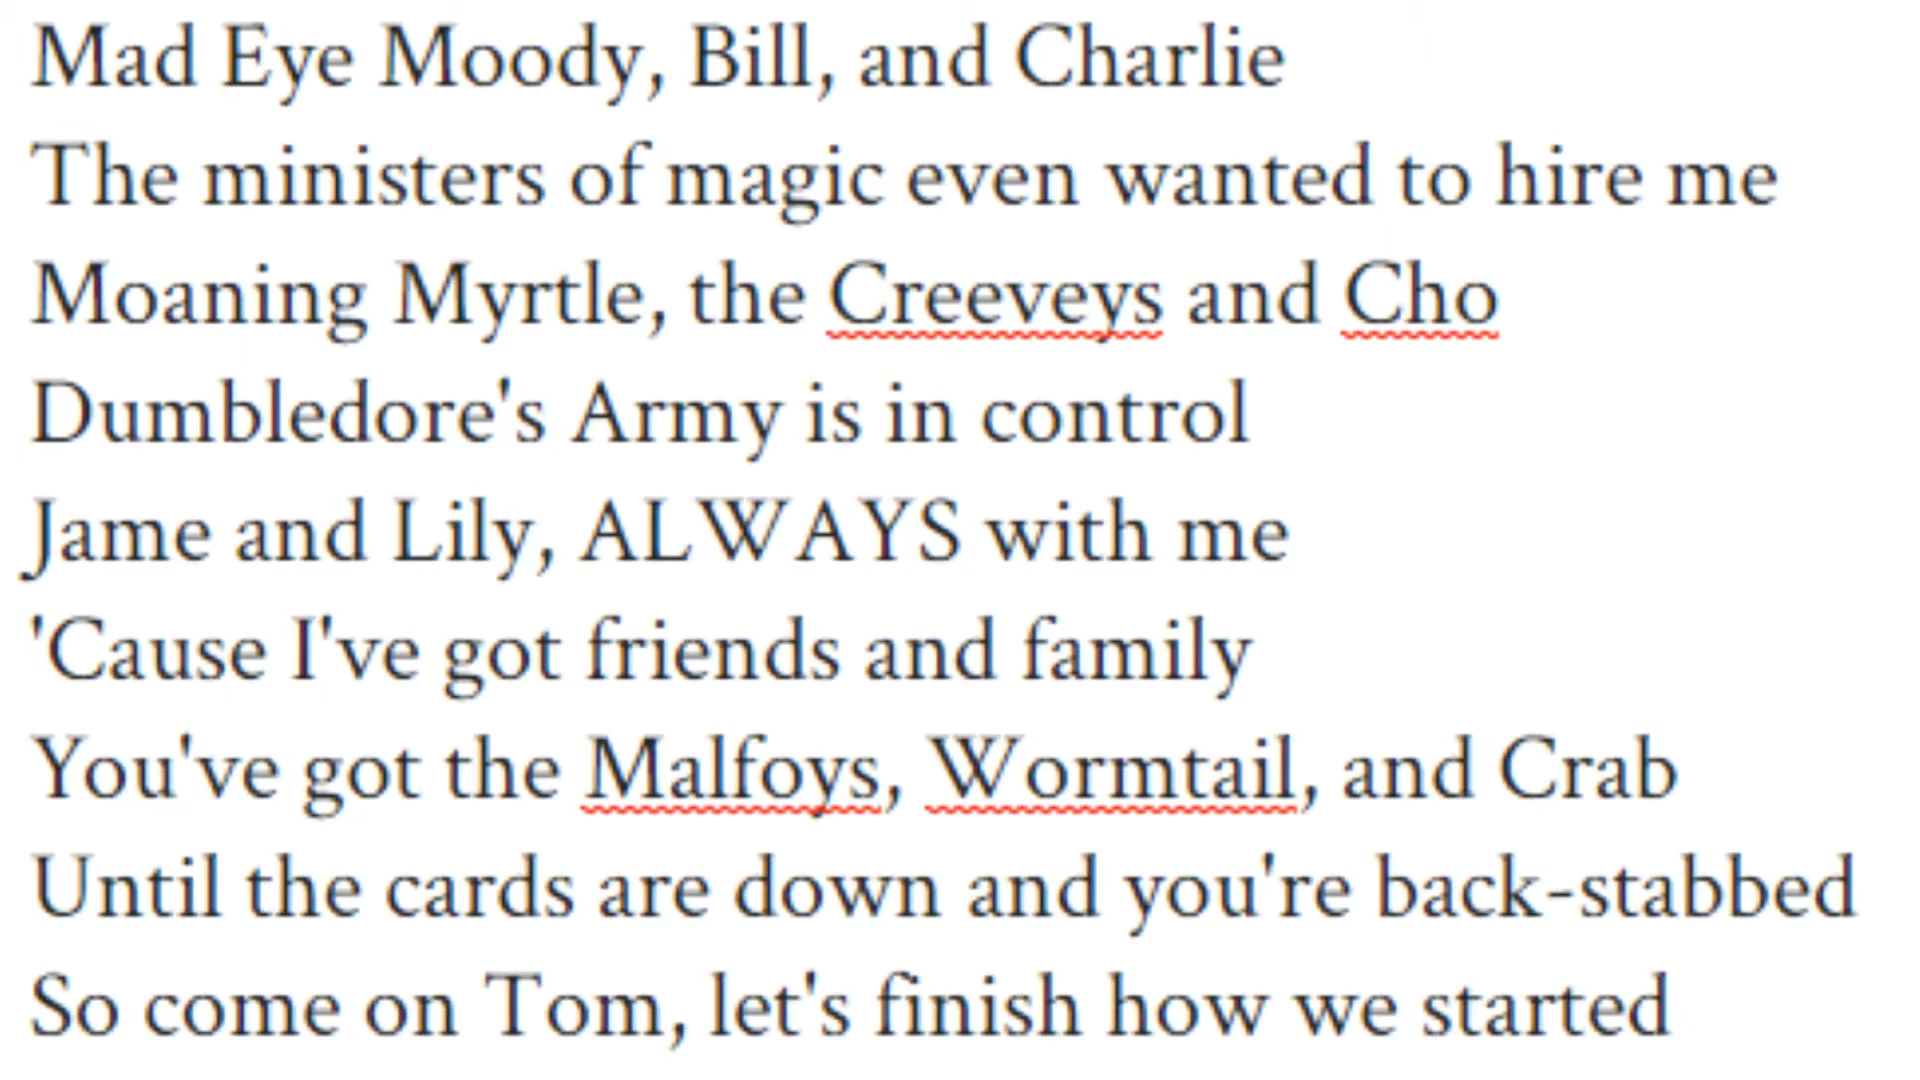 Mad Eye Moody, Bill, and Charlie
The ministers of magic even wanted to hire me
Moaning Myrtle, the Creeveys and Cho
Dumbledore's Army is in control
Jame and Lily, ALWAYS with me
'Cause I've got friends and family
You've got the Malfoys, Wormtail, and Crab
Until the cards are down and you're back-stabbed
So come on Tom, let's finish how we started